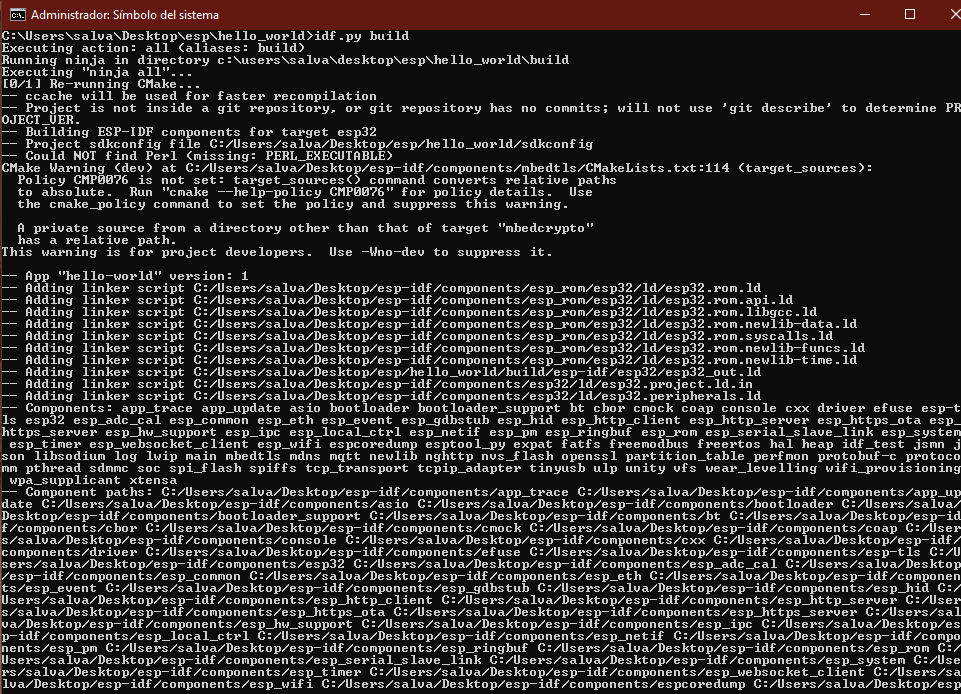 Administrador: Símbolo del sistema
C:\Users\salva\Desktop\esp\hello_world>idf.py build
Executing action: all (aliases: build)
Running ninja in directory c:\users\salva\desktop\esp\hello_world\build
Executing "ninja all"...
[0/1] Re-running CMake...
-- ccache will be used for faster recompilation
-- Project is not inside a git repository, or git repository has no commits; will not use 'git describe' to determine PR
OJECT_VER.
-- Building ESP-IDF components for target esp32
-- Project sdkconfig file C:/Users/salva/Desktop/esp/hello_world/sdkconfig
-- Could NOT find Perl (missing: PERL_EXECUTABLE)
CMake Warning (dev) at C:/Users/salva/Desktop/esp-idf/components/mbedtls/CMakeLists.txt:114 (target_sources):
  Policy CMP0076 is not set: target_sources() command converts relative paths
  to absolute.  Run "cmake --help-policy CMP0076" for policy details.  Use
  the cmake_policy command to set the policy and suppress this warning.

  A private source from a directory other than that of target "mbedcrypto"
  has a relative path.
This warning is for project developers.  Use -Wno-dev to suppress it.

-- App "hello-world" version: 1
-- Adding linker script C:/Users/salva/Desktop/esp-idf/components/esp_rom/esp32/ld/esp32.rom.ld
-- Adding linker script C:/Users/salva/Desktop/esp-idf/components/esp_rom/esp32/ld/esp32.rom.api.ld
-- Adding linker script C:/Users/salva/Desktop/esp-idf/components/esp_rom/esp32/ld/esp32.rom.libgcc.ld
-- Adding linker script C:/Users/salva/Desktop/esp-idf/components/esp_rom/esp32/ld/esp32.rom.newlib-data.ld
-- Adding linker script C:/Users/salva/Desktop/esp-idf/components/esp_rom/esp32/ld/esp32.rom.syscalls.ld
-- Adding linker script C:/Users/salva/Desktop/esp-idf/components/esp_rom/esp32/ld/esp32.rom.newlib-funcs.ld
-- Adding linker script C:/Users/salva/Desktop/esp-idf/components/esp_rom/esp32/ld/esp32.rom.newlib-time.ld
-- Adding linker script C:/Users/salva/Desktop/esp/hello_world/build/esp-idf/esp32/esp32_out.ld
-- Adding linker script C:/Users/salva/Desktop/esp-idf/components/esp32/ld/esp32.project.ld.in
-- Adding linker script C:/Users/salva/Desktop/esp-idf/components/esp32/ld/esp32.peripherals.ld
-- Components: app_trace app_update asio bootloader bootloader_support bt cbor cmock coap console cxx driver efuse esp-t
ls esp32 esp_adc_cal esp_common esp_eth esp_event esp_gdbstub esp_hid esp_http_client esp_http_server esp_https_ota esp_
https_server esp_hw_support esp_ipc esp_local_ctrl esp_netif esp_pm esp_ringbuf esp_rom esp_serial_slave_link esp_system
 esp_timer esp_websocket_client esp_wifi espcoredump esptool_py expat fatfs freemodbus freertos hal heap idf_test jsmn j
son libsodium log lwip main mbedtls mdns mqtt newlib nghttp nvs_flash openssl partition_table perfmon protobuf-c protoco
mm pthread sdmmc soc spi_flash spiffs tcp_transport tcpip_adapter tinyusb ulp unity vfs wear_levelling wifi_provisioning
 wpa_supplicant xtensa
-- Component paths: C:/Users/salva/Desktop/esp-idf/components/app_trace C:/Users/salva/Desktop/esp-idf/components/app_up
date C:/Users/salva/Desktop/esp-idf/components/asio C:/Users/salva/Desktop/esp-idf/components/bootloader C:/Users/salva/
Desktop/esp-idf/components/bootloader_support C:/Users/salva/Desktop/esp-idf/components/bt C:/Users/salva/Desktop/esp-id
f/components/cbor C:/Users/salva/Desktop/esp-idf/components/cmock C:/Users/salva/Desktop/esp-idf/components/coap C:/User
s/salva/Desktop/esp-idf/components/console C:/Users/salva/Desktop/esp-idf/components/cxx C:/Users/salva/Desktop/esp-idf/
components/driver C:/Users/salva/Desktop/esp-idf/components/efuse C:/Users/salva/Desktop/esp-idf/components/esp-tls C:/U
sers/salva/Desktop/esp-idf/components/esp32 C:/Users/salva/Desktop/esp-idf/components/esp_adc_cal C:/Users/salva/Desktop
/esp-idf/components/esp_common C:/Users/salva/Desktop/esp-idf/components/esp_eth C:/Users/salva/Desktop/esp-idf/componen
ts/esp_event C:/Users/salva/Desktop/esp-idf/components/esp_gdbstub C:/Users/salva/Desktop/esp-idf/components/esp_hid C:/
Users/salva/Desktop/esp-idf/components/esp_http_client C:/Users/salva/Desktop/esp-idf/components/esp_http_server C:/User
s/salva/Desktop/esp-idf/components/esp_https_ota C:/Users/salva/Desktop/esp-idf/components/esp_https_server C:/Users/sal
va/Desktop/esp-idf/components/esp_hw_support C:/Users/salva/Desktop/esp-idf/components/esp_ipc C:/Users/salva/Desktop/es
p-idf/components/esp_local_ctrl C:/Users/salva/Desktop/esp-idf/components/esp_netif C:/Users/salva/Desktop/esp-idf/compo
nents/esp_pm C:/Users/salva/Desktop/esp-idf/components/esp_ringbuf C:/Users/salva/Desktop/esp-idf/components/esp_rom C:/
Users/salva/Desktop/esp-idf/components/esp_serial_slave_link C:/Users/salva/Desktop/esp-idf/components/esp_system C:/Use
rs/salva/Desktop/esp-idf/components/esp_timer C:/Users/salva/Desktop/esp-idf/components/esp_websocket_client C:/Users/sa
lva/Desktop/esp-idf/components/esp_wifi C:/Users/salva/Desktop/esp-idf/components/espcoredump C:/Users/salva/Desktop/esp